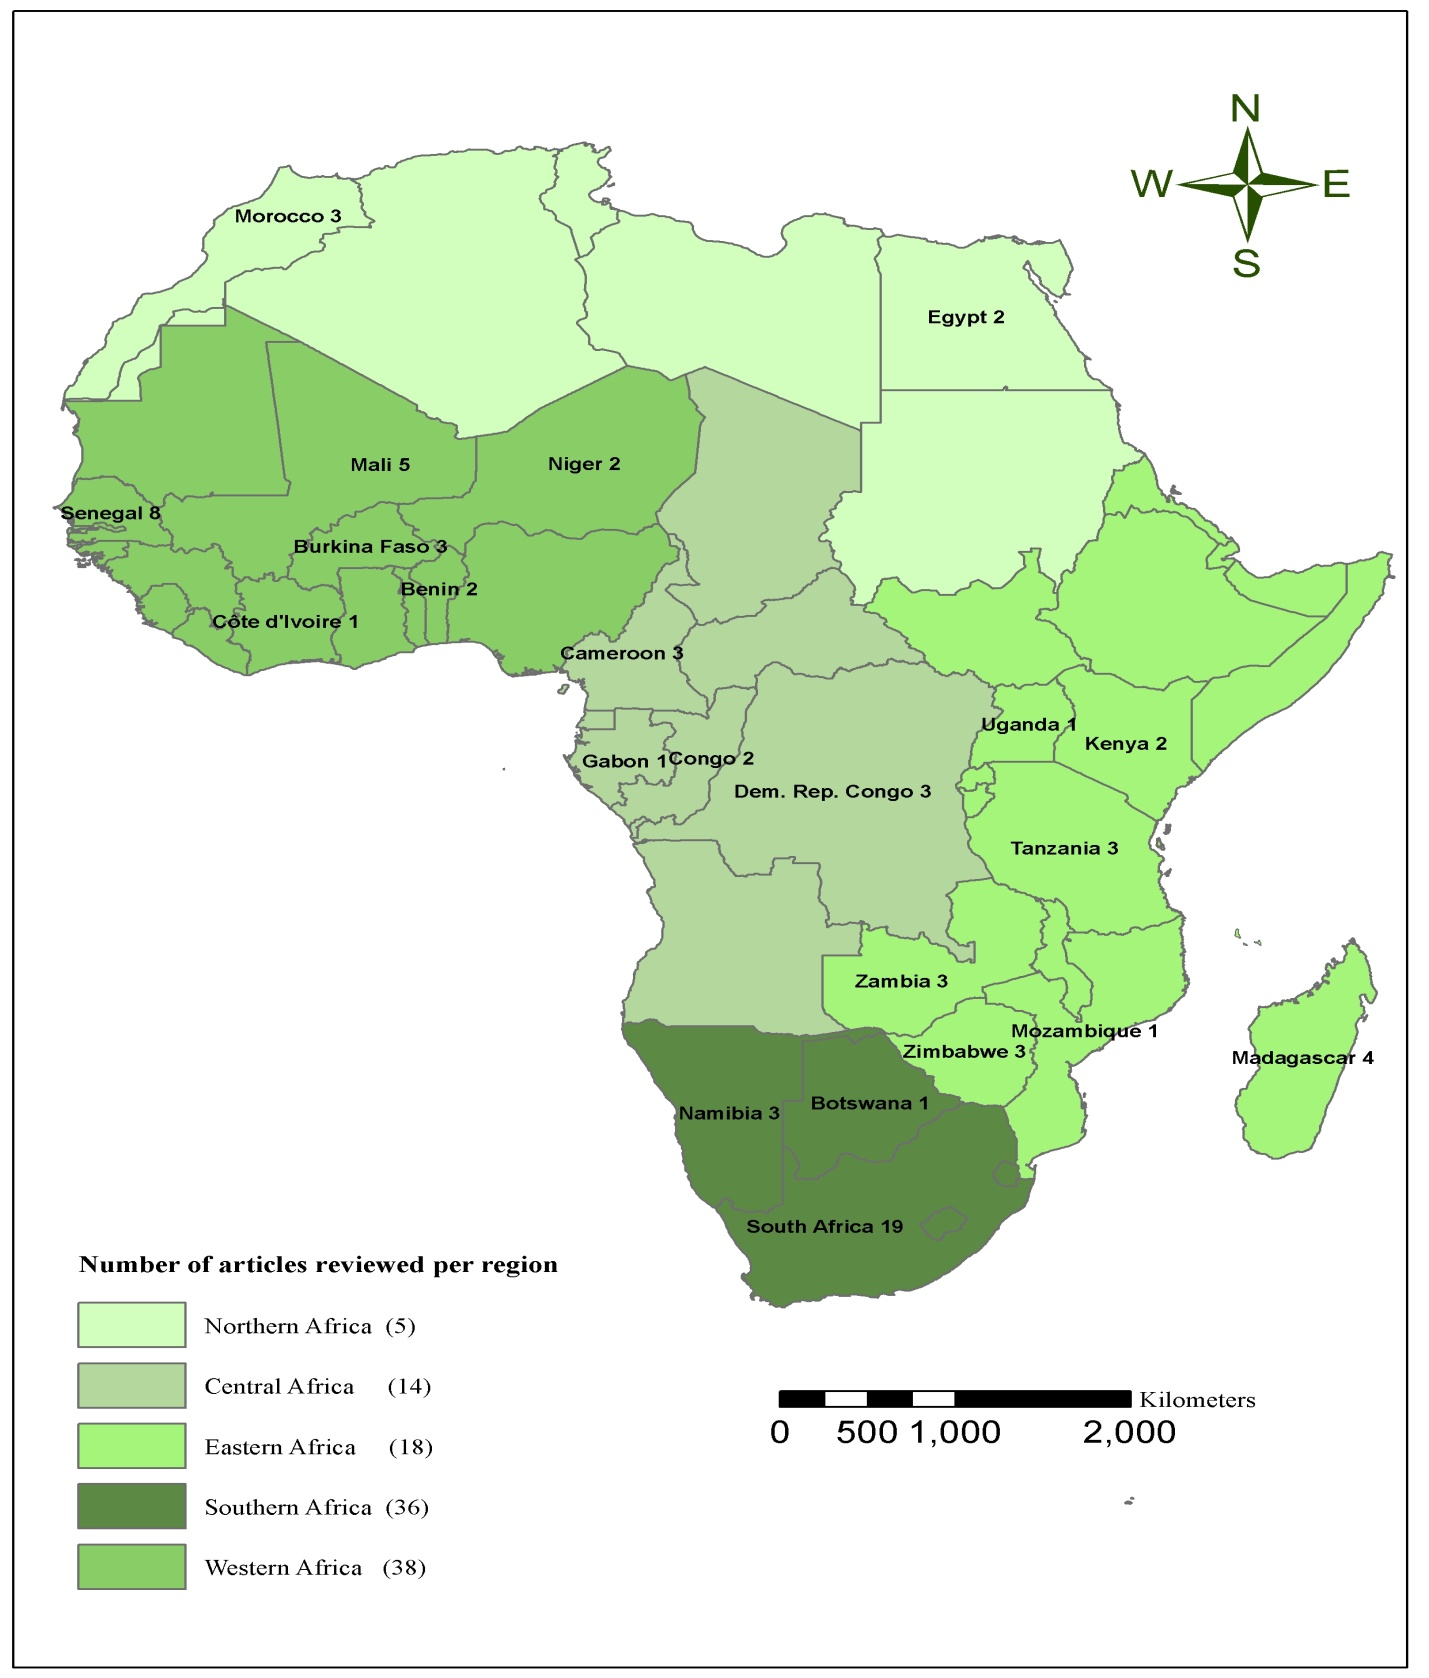 N
W E
S
Morocco 3
Egypt 2
Mali 5
Niger 2
Senegal 8
Burkina Faso 3
Benin 2
Côte d'Ivoire 1
Cameroon 3
Uganda 1
Kenya 2
Gabon 1
Congo 2
Dem. Rep. Congo 3
Tanzania 3
Zambia 3
Mozambique 1
Zimbabwe 3
Madagascar 4
Namibia 3
Botswana 1
South Africa 19
Number of articles reviewed per region
Northern Africa (5)
Central Africa (14)
Eastern Africa (18)
Southern Africa (36)
Western Africa (38)
Kilometers
0 500 1,000 2,000